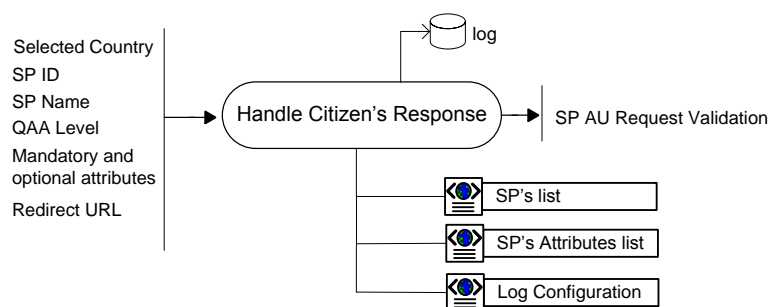 Selected Country
SP ID
SP Name
QAA Level
Mandatory and
optional attributes
Redirect URL
log
Handle Citizen's Response
SP AU Request Validation
SP's list
SP's Attributes list
Log Configuration